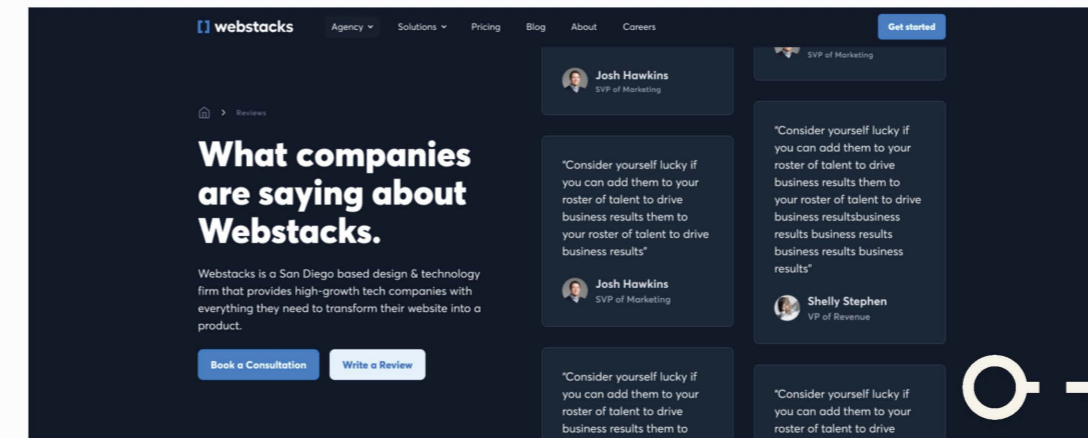 webstacks
Agency
Solutions
Pricing
Blog
About
Careers
Get started
Reviews
What companies
are saying about
Webstacks.
Webstacks is a San Diego based design & technology
firm that provides high-growth tech companies with
everything they need to transform their website into a
product.
Book a Consultation
Write a Review
Josh Hawkins
SVP of Marketing
"Consider yourself lucky if
you can add them to your
roster of talent to drive
business results them to
your roster of talent to drive
business results"
Josh Hawkins
SVP of Marketing
"Consider yourself lucky if
you can add them to your
roster of talent to drive
business results them to
SVP of Marketing
"Consider yourself lucky if
you can add them to your
roster of talent to drive
business results them to
your roster of talent to drive
business resultsbusiness
results business results
business results business
results"
Shelly Stephen
VP of Revenue
"Consider yourself lucky if
you can add them to your
roster of talent to drive